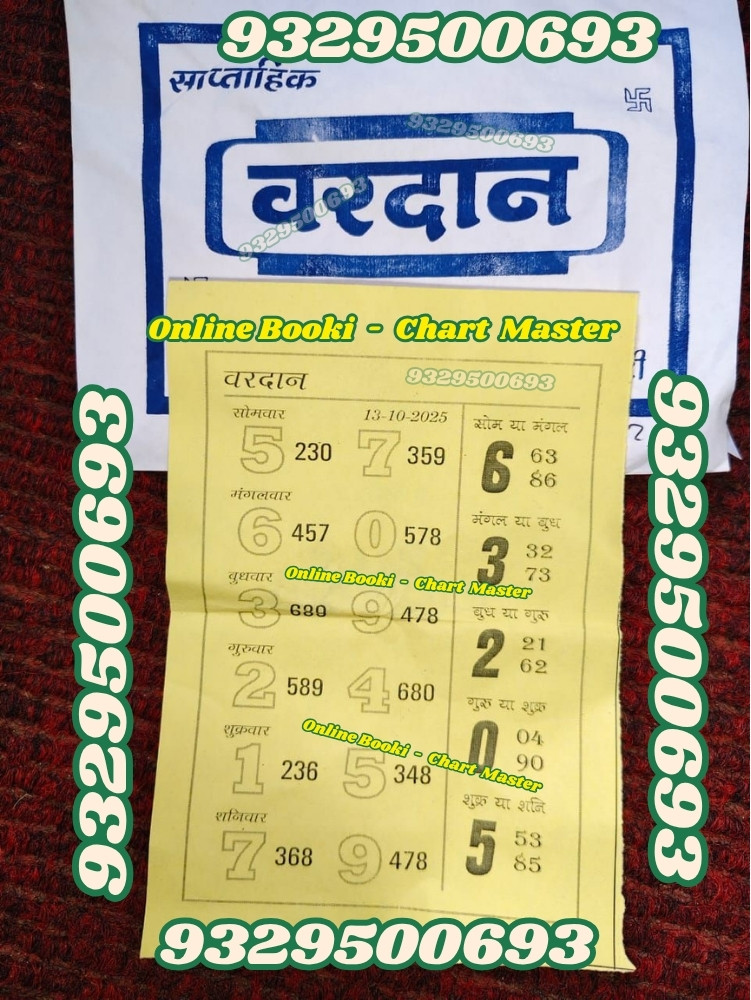 9329500693
साप्ताहिक
9329500693
वरदान
9329500693
Online Booki - Chart Master
वरदान
9329500693
सोमवार 13-10-2025
5 230 7 359
मंगलवार
6 457 0 578
बुधवार
Online Booki - Chart Master
3 689 9 478
गुरुवार
2 589 4 680
शुक्रवार
Online Booki - Chart Master
1 236 5 348
शनिवार
7 368 9 478
सोम या मंगल
6 63
86
मंगल या बुध
3 32
73
बुध या गुरू
2 21
62
गुरू या शुक्र
0 04
90
शुक्र या शनि
5 53
85
9329500693
9329500693
9329500693